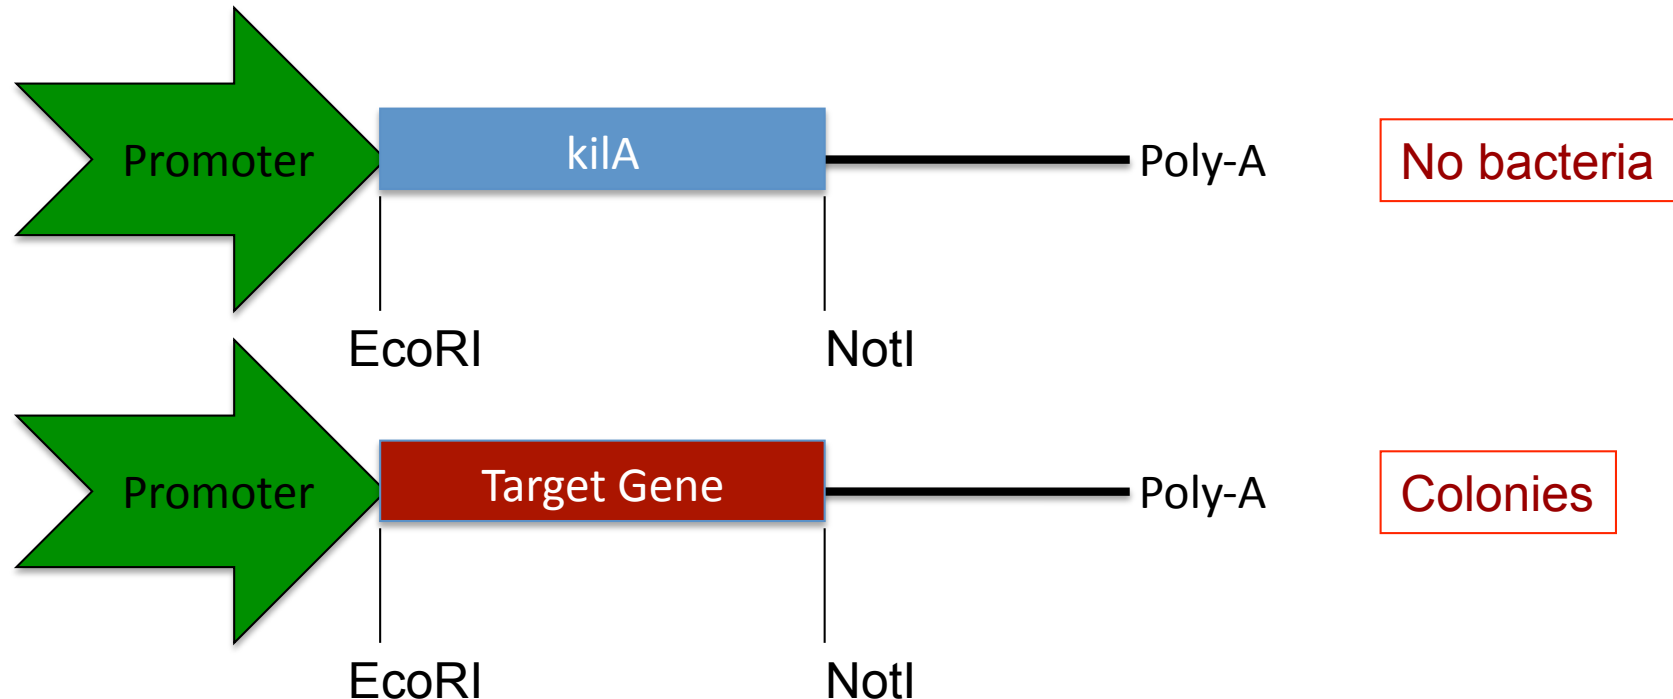 Promoter
kilA
Poly-A
No bacteria
EcoRI
NotI
Promoter
Target Gene
Poly-A
Colonies
EcoRI
NotI